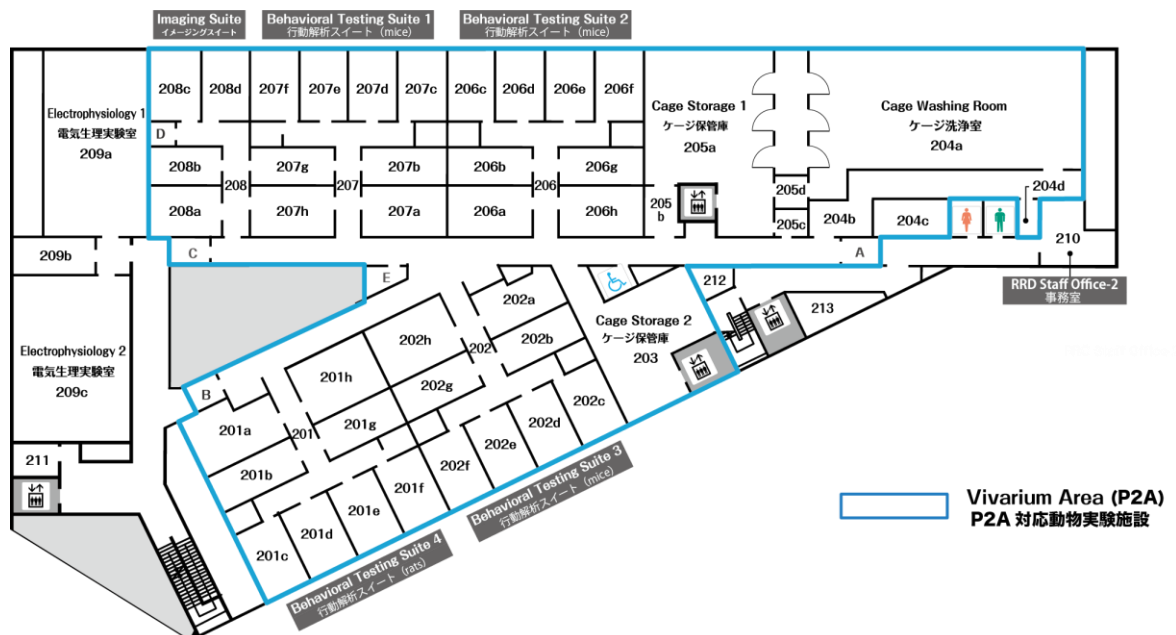 Imaging Suite
イメージングスイート
Behavioral Testing Suite 1
行動解析スイート（mice）
Behavioral Testing Suite 2
行動解析スイート（mice）
208c
208d
207f
207e
207d
207c
206c
206d
206e
206f
Electrophysiology 1
電気生理実験室
209a
Cage Storage 1
ケージ保管庫
205a
Cage Washing Room
ケージ洗浄室
204a
D
208b
207g
207b
206b
206g
208
207
206
208a
207h
207a
206a
206h
205
b
205d
205c
204b
204c
204d
210
209b
C
A
E
RRD Staff Office-2
事務室
212
213
202a
Cage Storage 2
ケージ保管庫
203
202h
202
202b
Electrophysiology 2
電気生理実験室
209c
201h
202g
B
201a
201
201g
202c
201b
202f
202e
202d
211
201f
201e
201d
201c
Behavioral Testing Suite 3
行動解析スイート（mice）
Behavioral Testing Suite 4
行動解析スイート（rats）
Vivarium Area (P2A)
P2A 対応動物実験施設